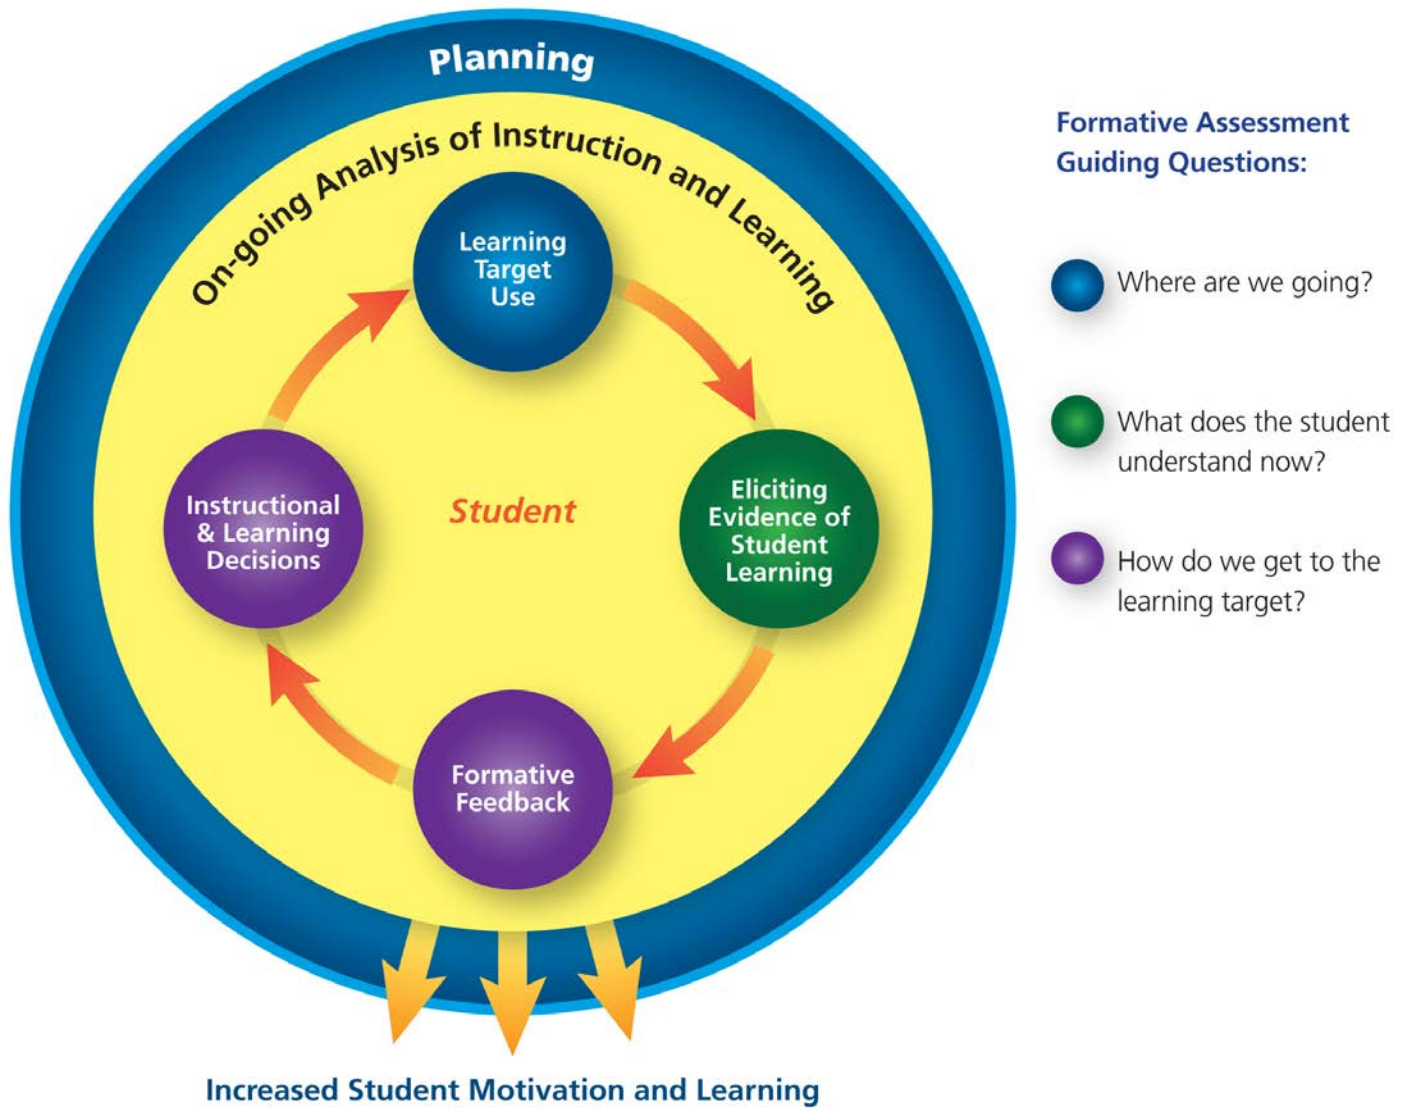 Planning
On-going Analysis of Instruction and Learning
Learning
Target
Use
Eliciting
Evidence of
Student
Learning
Formative
Feedback
Instructional
& Learning
Decisions
Student
Increased Student Motivation and Learning
Formative Assessment
Guiding Questions:
Where are we going?
What does the student
understand now?
How do we get to the
learning target?